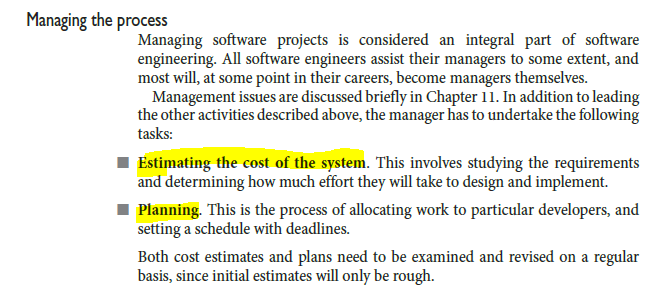 Managing the process
Managing software projects is considered an integral part of software
engineering. All software engineers assist their managers to some extent, and
most will, at some point in their careers, become managers themselves.
Management issues are discussed briefly in Chapter 11. In addition to leading
the other activities described above, the manager has to undertake the following
tasks:
■ Estimating the cost of the system. This involves studying the requirements
and determining how much effort they will take to design and implement.
■ Planning. This is the process of allocating work to particular developers, and
setting a schedule with deadlines.
Both cost estimates and plans need to be examined and revised on a regular
basis, since initial estimates will only be rough.